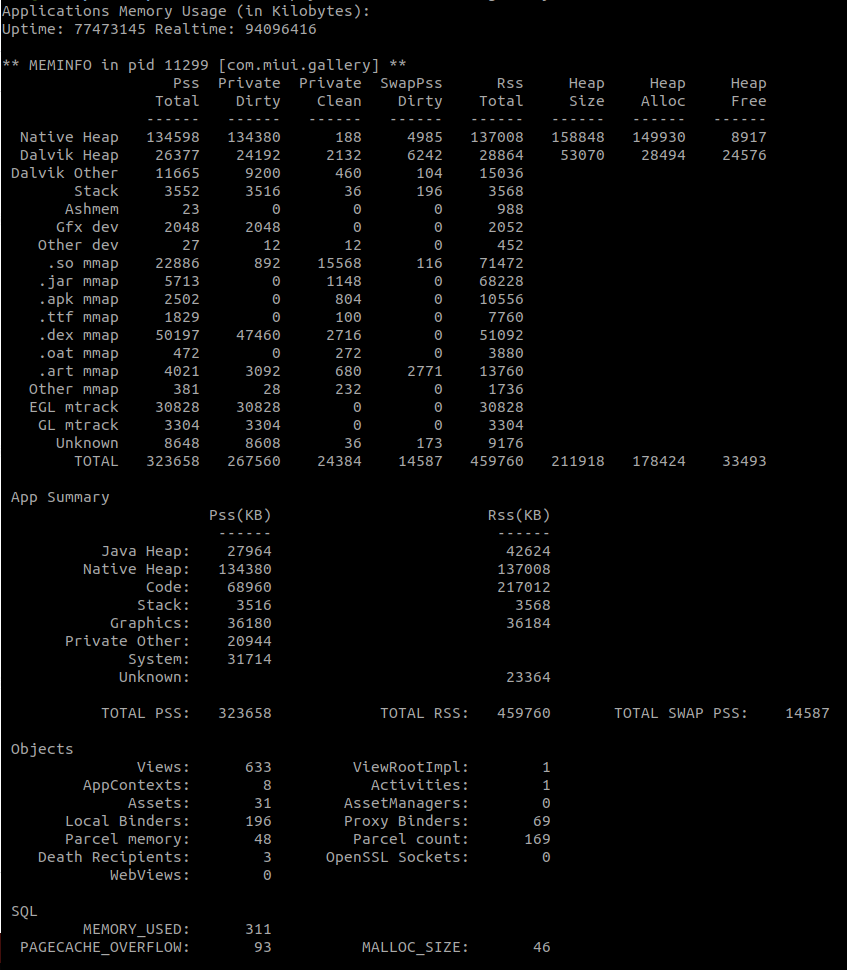 Applications Memory Usage (in Kilobytes):
Uptime: 77473145 Realtime: 94096416
** MEMINFO in pid 11299 [com.miui.gallery] **
Pss Private Private SwapPss Rss Heap Heap Heap
Total Dirty Clean Dirty Total Size Alloc Free
------ ------ ------ ------ ------ ------ ------ ------
Native Heap 134598 134380 188 4985 137008 158848 149930 8917
Dalvik Heap 26377 24192 2132 6242 28864 53070 28494 24576
Dalvik Other 11665 9200 460 104 15036
Stack 3552 3516 36 196 3568
Ashmem 23 0 0 0 988
Gfx dev 2048 2048 0 0 2052
Other dev 27 12 12 0 452
.so mmap 22886 892 15568 116 71472
.jar mmap 5713 0 1148 0 68228
.apk mmap 2502 0 804 0 10556
.ttf mmap 1829 0 100 0 7760
.dex mmap 50197 47460 2716 0 51092
.oat mmap 472 0 272 0 3880
.art mmap 4021 3092 680 2771 13760
Other mmap 381 28 232 0 1736
EGL mtrack 30828 30828 0 0 30828
GL mtrack 3304 3304 0 0 3304
Unknown 8648 8608 36 173 9176
TOTAL 323658 267560 24384 14587 459760 211918 178424 33493
App Summary
Pss(KB) Rss(KB)
------ ------
Java Heap: 27964 42624
Native Heap: 134380 137008
Code: 68960 217012
Stack: 3516 3568
Graphics: 36180 36184
Private Other: 20944
System: 31714
Unknown: 23364
TOTAL PSS: 323658 TOTAL RSS: 459760 TOTAL SWAP PSS: 14587
Objects
Views: 633 ViewRootImpl: 1
AppContexts: 8 Activities: 1
Assets: 31 AssetManagers: 0
Local Binders: 196 Proxy Binders: 69
Parcel memory: 48 Parcel count: 169
Death Recipients: 3 OpenSSL Sockets: 0
WebViews: 0
SQL
MEMORY_USED: 311
PAGECACHE_OVERFLOW: 93 MALLOC_SIZE: 46